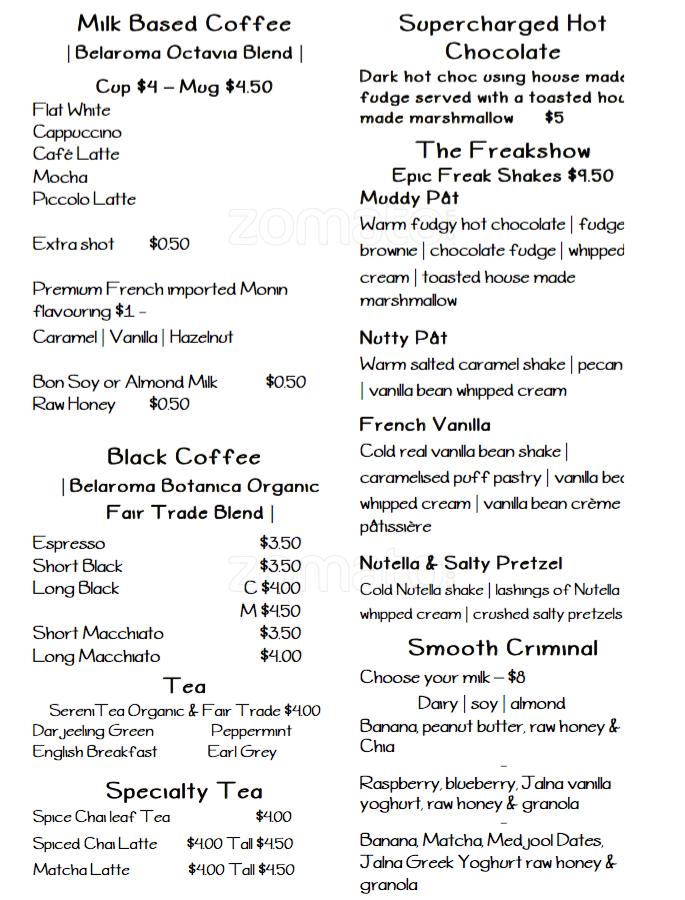 Milk Based Coffee
| Belaroma Octavia Blend |
Cup $4 – Mug $4.50
Flat White
Cappuccino
Café Latte
Mocha
Piccolo Latte
Extra shot $0.50
Premium French imported Monin
flavouring $1 -
Caramel | Vanilla | Hazelnut
Bon Soy or Almond Milk $0.50
Raw Honey $0.50
Black Coffee
| Belaroma Botanica Organic
Fair Trade Blend |
Espresso $3.50
Short Black $3.50
Long Black C $4.00
M $4.50
Short Macchiato $3.50
Long Macchiato $4.00
Tea
SereniTea Organic & Fair Trade $4.00
Darjeeling Green Peppermint
English Breakfast Earl Grey
Specialty Tea
Spice Chai leaf Tea $4.00
Spiced Chai Latte $4.00 Tall $4.50
Matcha Latte $4.00 Tall $4.50
Supercharged Hot
Chocolate
Dark hot choc using house made
fudge served with a toasted hou
made marshmallow $5
The Freakshow
Epic Freak Shakes $9.50
Muddy Pât
Warm fudgy hot chocolate | fudge
brownie | chocolate fudge | whipped
cream | toasted house made
marshmallow
Nutty Pât
Warm salted caramel shake | pecan
| vanilla bean whipped cream
French Vanilla
Cold real vanilla bean shake |
caramelised puff pastry | vanilla bea
whipped cream | vanilla bean crème
pâtissière
Nutella & Salty Pretzel
Cold Nutella shake | lashings of Nutella
whipped cream | crushed salty pretzels
Smooth Criminal
Choose your milk – $8
Dary | soy | almond
Banana, peanut butter, raw honey &
Chia
–
Raspberry, blueberry, Jalna vanilla
yoghurt, raw honey & granola
–
Banana, Matcha, Medjool Dates,
Jalna Greek Yoghurt raw honey &
granola
zomato
zomato